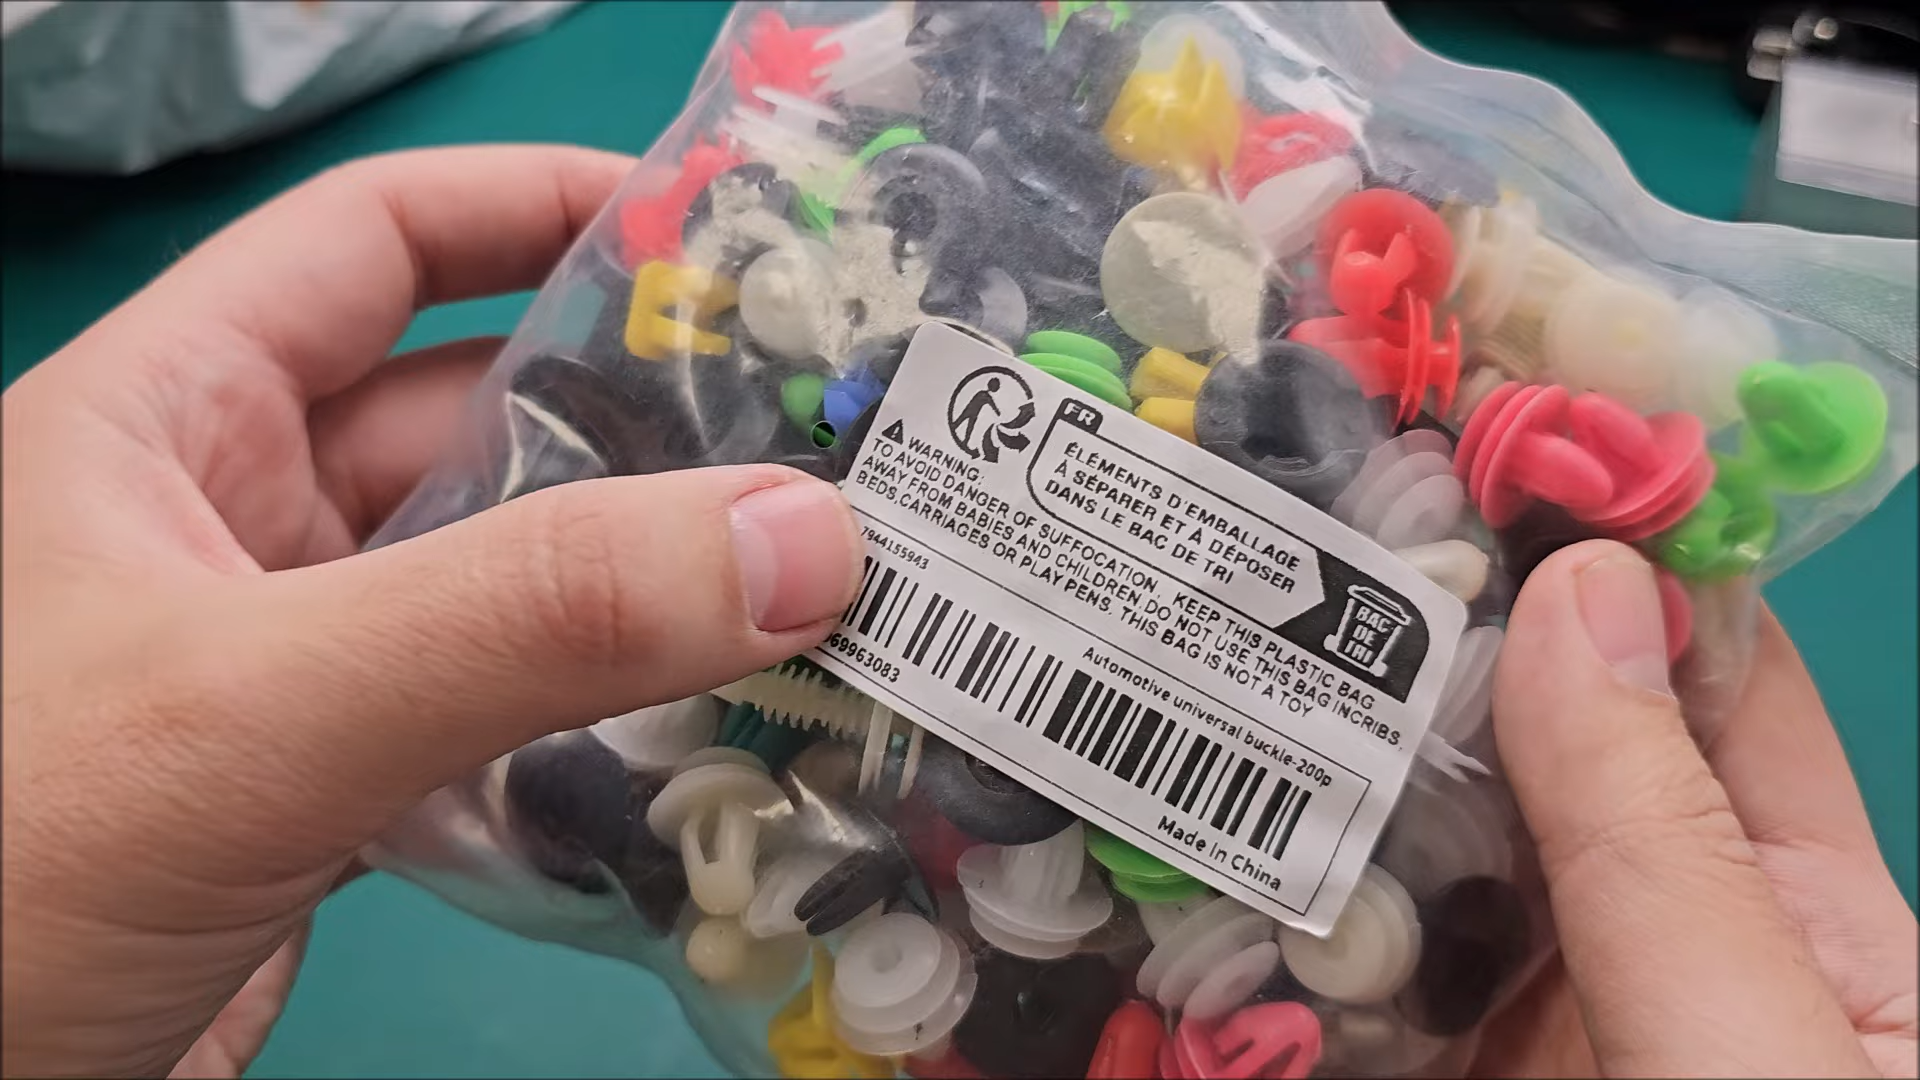 FR
ÉLÉMENTS D'EMBALLAGE
À SÉPARER ET À DÉPOSER
DANS LE BAC DE TRI
BAC
DE
TRI
WARNING:
TO AVOID DANGER OF SUFFOCATION, KEEP THIS PLASTIC BAG
AWAY FROM BABIES AND CHILDREN.DO NOT USE THIS BAG INCRIBS,
BEDS,CARRIAGES OR PLAY PENS. THIS BAG IS NOT A TOY
7944155943
Automotive universal buckle-200p
69963083
Made in China